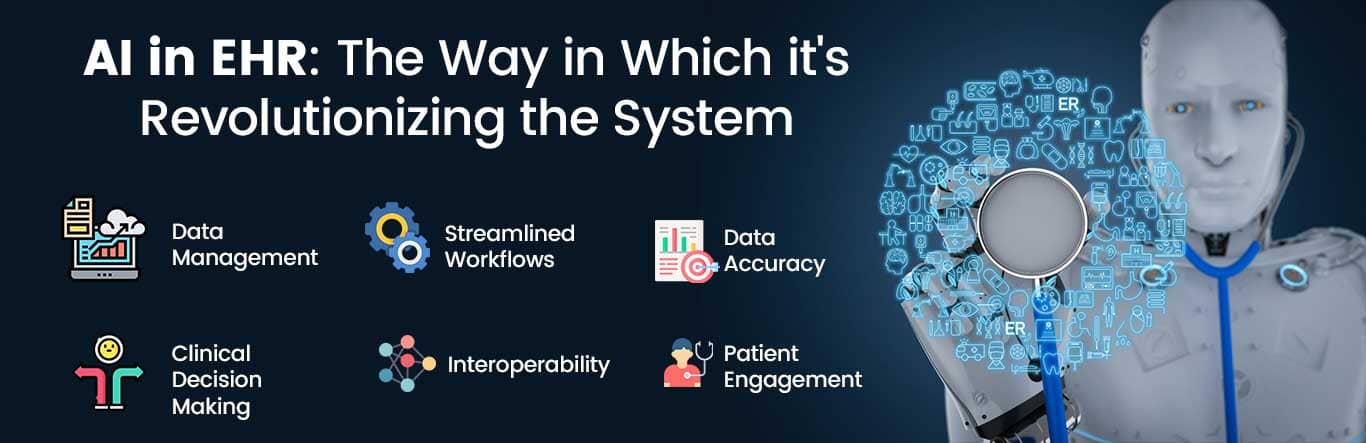 AI in EHR: The Way in Which it's
Revolutionizing the System
Data
Management
Streamlined
Workflows
Data
Accuracy
Clinical
Decision
Making
Interoperability
Patient
Engagement
ER
ER